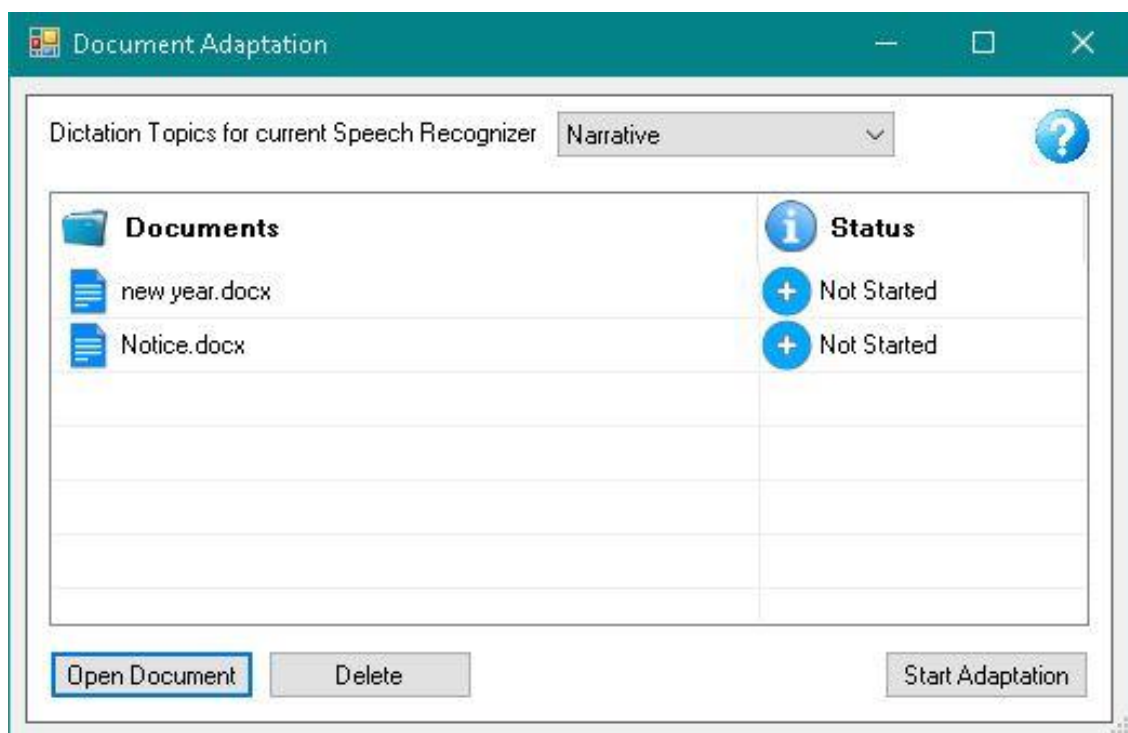 Document Adaptation
Dictation Topics for current Speech Recognizer Narrative
Documents Status
new year.docx Not Started
Notice.docx Not Started
Open Document Delete Start Adaptation